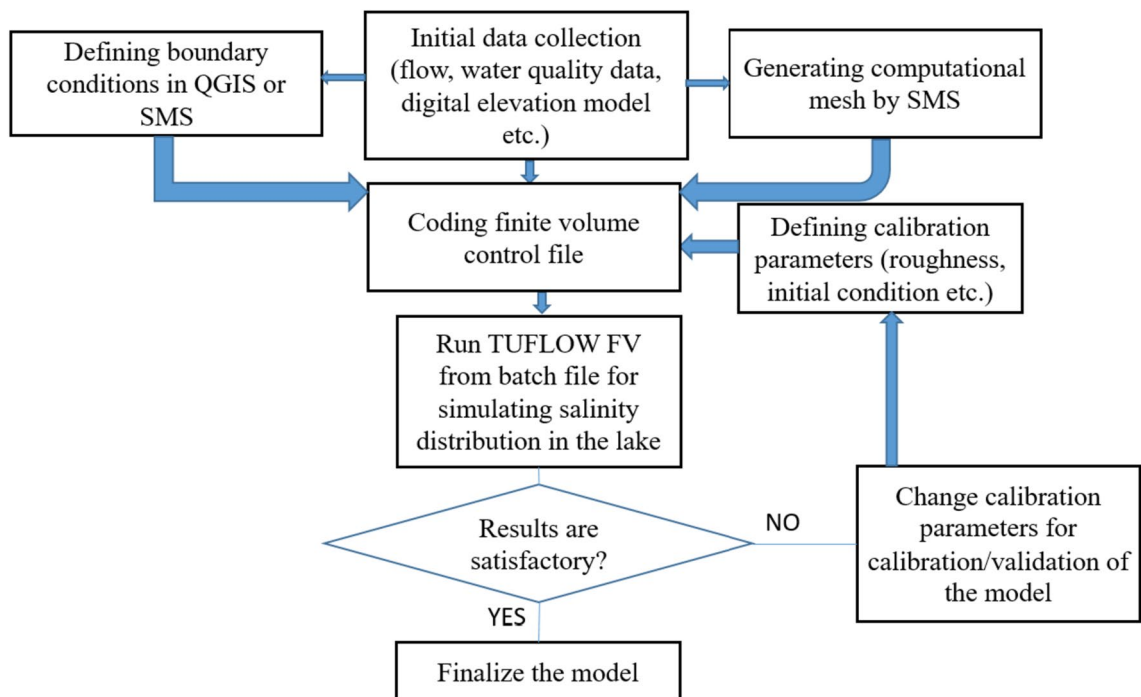 Defining boundary
conditions in QGIS or
SMS
Initial data collection
(flow, water quality data,
digital elevation model
etc.)
Generating computational
mesh by SMS
Coding finite volume
control file
Defining calibration
parameters (roughness,
initial condition etc.)
Run TUFLOW FV
from batch file for
simulating salinity
distribution in the lake
Results are
satisfactory?
NO
Change calibration
parameters for
calibration/validation of
the model
YES
Finalize the model